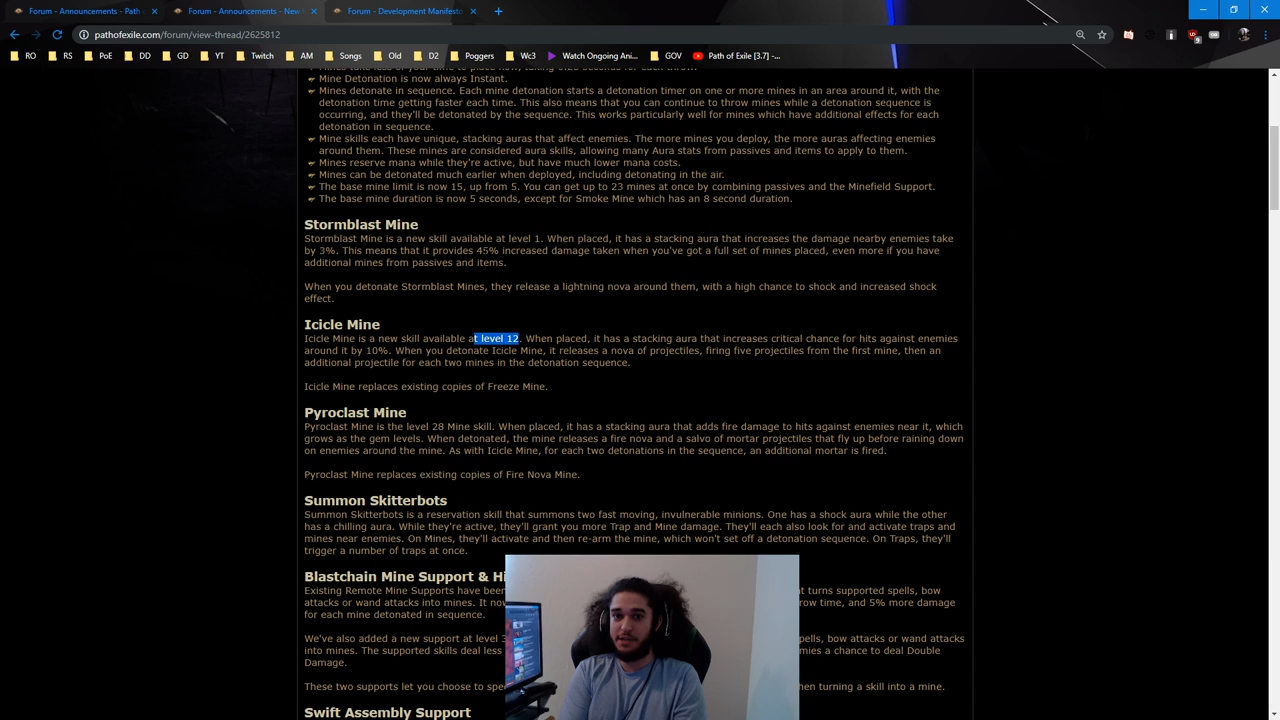 Forum - Announcements - Path
Forum - Announcements - New
Forum - Development Manifesto
pathofexile.com/forum/view-thread/2625812
RO RS PoE DD GD YT Twitch AM Songs Old D2 Poggers Wc3 Watch Ongoing Ani... GOV Path of Exile [3.7] -...
Mine Detonation is now always Instant.
Mines detonate in sequence. Each mine detonation starts a detonation timer on one or more mines in an area around it, with the
detonation time getting faster each time. This also means that you can continue to throw mines while a detonation sequence is
occurring, and they'll be detonated by the sequence. This works particularly well for mines which have additional effects for each
detonation in sequence.
Mine skills each have unique, stacking auras that affect enemies. The more mines you deploy, the more auras affecting enemies
around them. These mines are considered aura skills, allowing many Aura stats from passives and items to apply to them.
Mines reserve mana while they're active, but have much lower mana costs.
Mines can be detonated much earlier when deployed, including detonating in the air.
The base mine limit is now 15, up from 5. You can get up to 23 mines at once by combining passives and the Minefield Support.
The base mine duration is now 5 seconds, except for Smoke Mine which has an 8 second duration.
Stormblast Mine
Stormblast Mine is a new skill available at level 1. When placed, it has a stacking aura that increases the damage nearby enemies take
by 3%. This means that it provides 45% increased damage taken when you've got a full set of mines placed, even more if you have
additional mines from passives and items.
When you detonate Stormblast Mines, they release a lightning nova around them, with a high chance to shock and increased shock
effect.
Icicle Mine
Icicle Mine is a new skill available at level 12. When placed, it has a stacking aura that increases critical chance for hits against enemies
around it by 10%. When you detonate Icicle Mine, it releases a nova of projectiles, firing five projectiles from the first mine, then an
additional projectile for each two mines in the detonation sequence.
Icicle Mine replaces existing copies of Freeze Mine.
Pyroclast Mine
Pyroclast Mine is the level 28 Mine skill. When placed, it has a stacking aura that adds fire damage to hits against enemies near it, which
grows as the gem levels. When detonated, the mine releases a fire nova and a salvo of mortar projectiles that fly up before raining down
on enemies around the mine. As with Icicle Mine, for each two detonations in the sequence, an additional mortar is fired.
Pyroclast Mine replaces existing copies of Fire Nova Mine.
Summon Skitterbots
Summon Skitterbots is a reservation skill that summons two fast moving, invulnerable minions. One has a shock aura while the other
has a chilling aura. While they're active, they'll grant you more Trap and Mine damage. They'll each also look for and activate traps and
mines near enemies. On Mines, they'll activate and then re-arm the mine, which won't set off a detonation sequence. On Traps, they'll
trigger a number of traps at once.
Blastchain Mine Support & Hi
Existing Remote Mine Supports have been t turns supported spells, bow
attacks or wand attacks into mines. It now row time, and 5% more damage
for each mine detonated in sequence.
We've also added a new support at level 3 pells, bow attacks or wand attacks
into mines. The supported skills deal less mies a chance to deal Double
Damage.
These two supports let you choose to spe hen turning a skill into a mine.
Swift Assembly Support